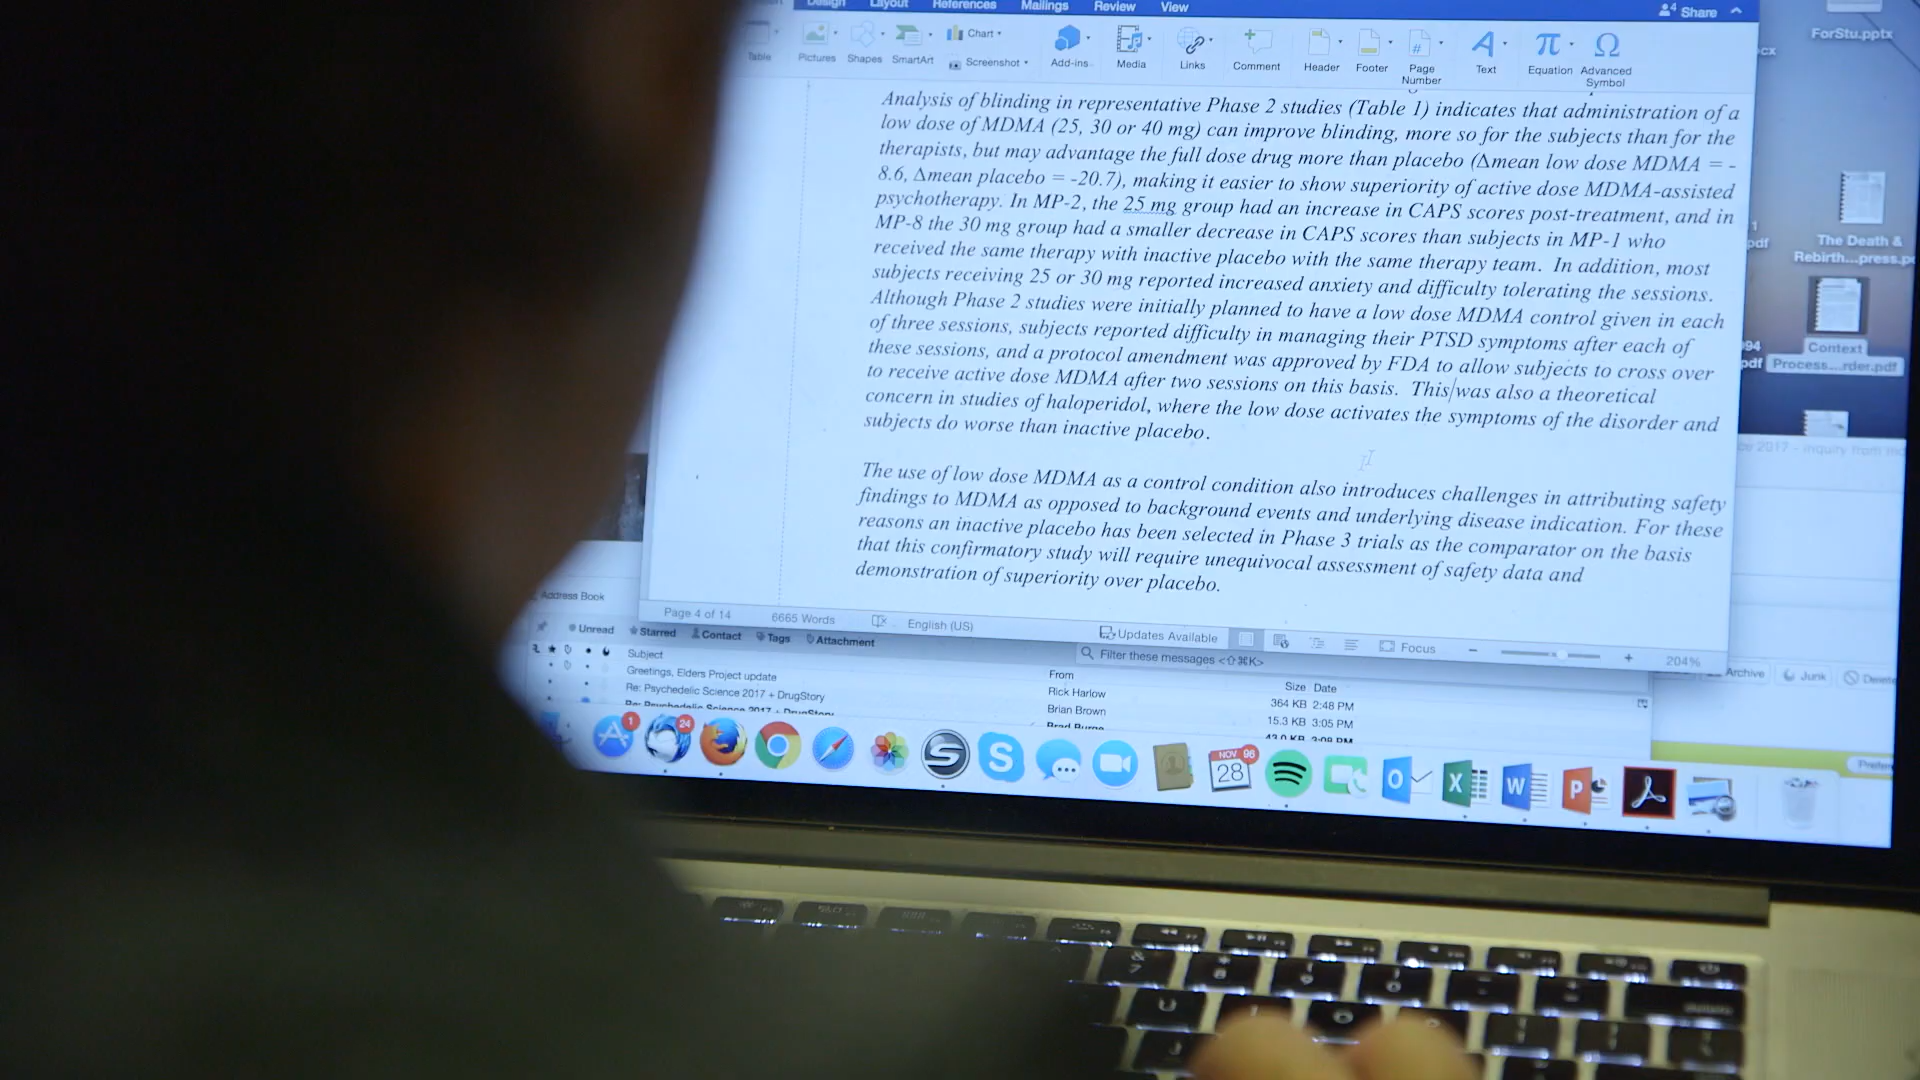 Design Layout References Mailings Review View
4 Share
Table Pictures Shapes SmartArt Chart Screenshot Add-ins Media Links Comment Header Footer Page Number Text Equation Advanced Symbol
Analysis of blinding in representative Phase 2 studies (Table 1) indicates that administration of a
low dose of MDMA (25, 30 or 40 mg) can improve blinding, more so for the subjects than for the
therapists, but may advantage the full dose drug more than placebo (Δmean low dose MDMA = -
8.6, Δmean placebo = -20.7), making it easier to show superiority of active dose MDMA-assisted
psychotherapy. In MP-2, the 25 mg group had an increase in CAPS scores post-treatment, and in
MP-8 the 30 mg group had a smaller decrease in CAPS scores than subjects in MP-1 who
received the same therapy with inactive placebo with the same therapy team. In addition, most
subjects receiving 25 or 30 mg reported increased anxiety and difficulty tolerating the sessions.
Although Phase 2 studies were initially planned to have a low dose MDMA control given in each
of three sessions, subjects reported difficulty in managing their PTSD symptoms after each of
these sessions, and a protocol amendment was approved by FDA to allow subjects to cross over
to receive active dose MDMA after two sessions on this basis. This was also a theoretical
concern in studies of haloperidol, where the low dose activates the symptoms of the disorder and
subjects do worse than inactive placebo.
The use of low dose MDMA as a control condition also introduces challenges in attributing safety
findings to MDMA as opposed to background events and underlying disease indication. For these
reasons an inactive placebo has been selected in Phase 3 trials as the comparator on the basis
that this confirmatory study will require unequivocal assessment of safety data and
demonstration of superiority over placebo.
Page 4 of 14 6665 Words English (US) Updates Available Focus 204%
ForStu.pptx
The Death &
Rebirth...press.p
Context
Process...rder.pdf
Address Book
Unread Starred Contact Tags Attachment
Filter these messages <⇧⌘K>
Archive Junk Delete
Subject From Size Date
Greetings, Elders Project update Rick Harlow 364 KB 2:48 PM
Re: Psychedelic Science 2017 + DrugStory Brian Brown 15.3 KB 3:05 PM
1 24 NOV 28 96